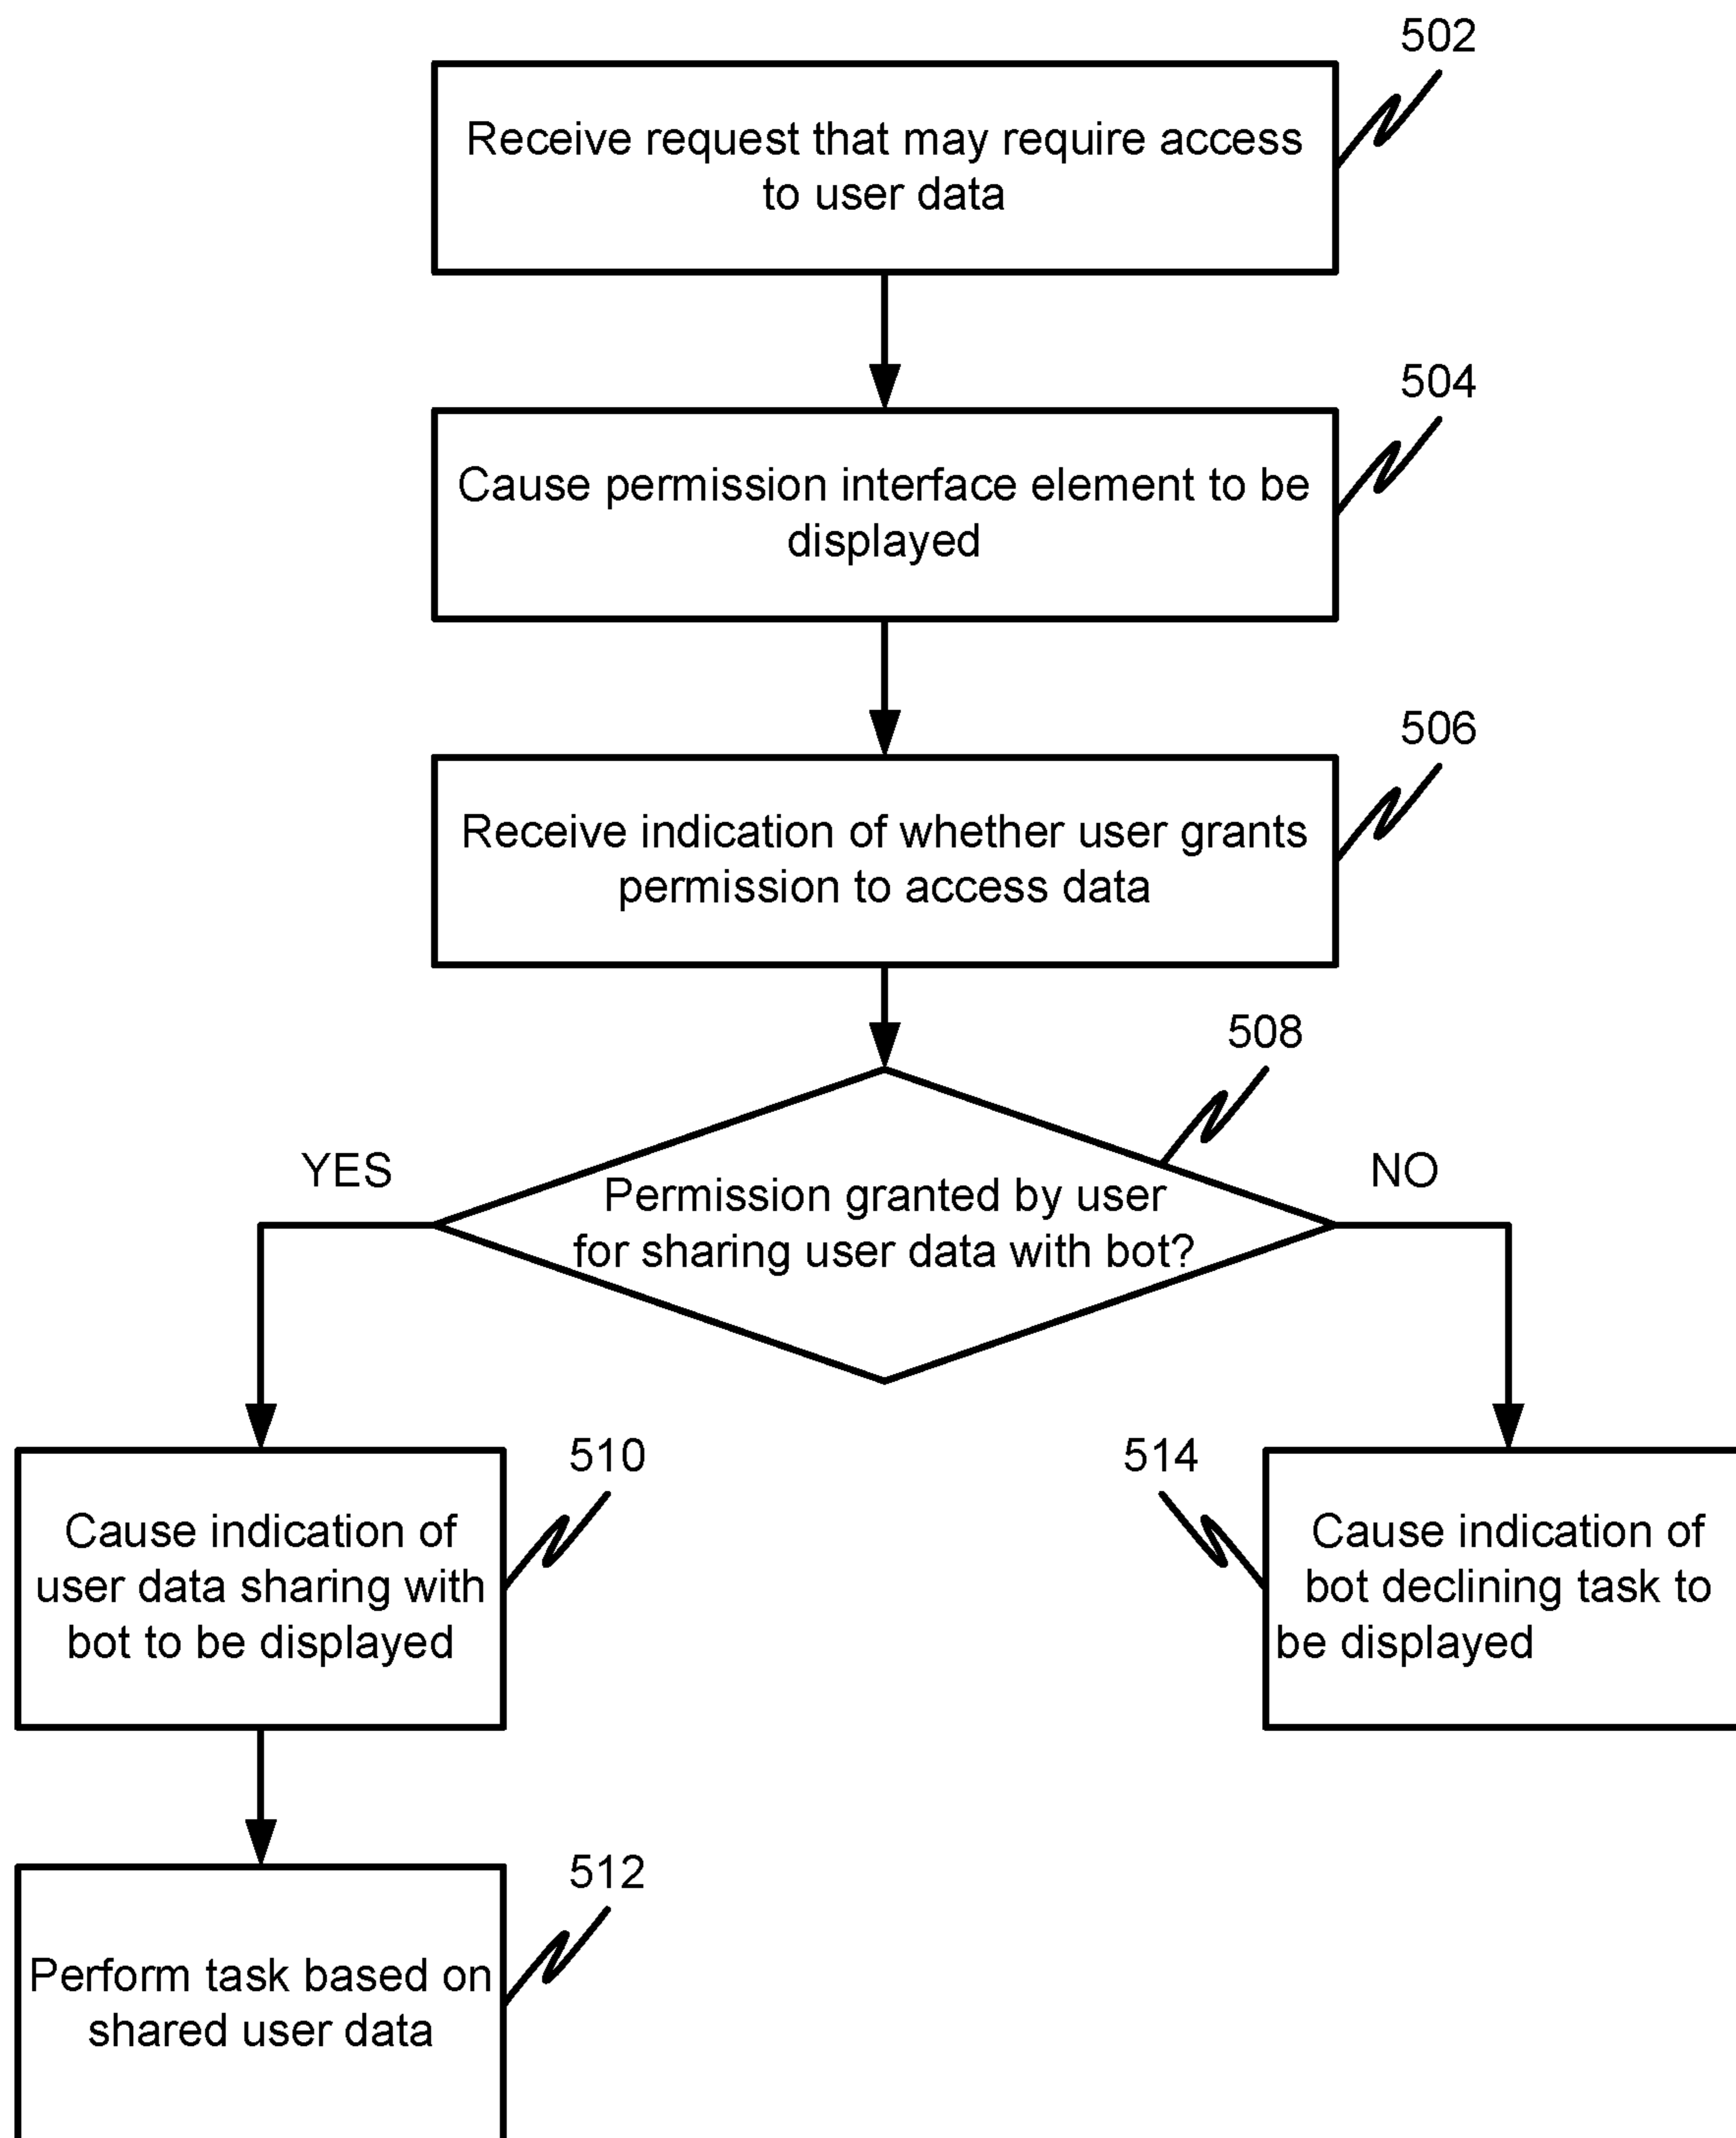 502
Receive request that may require access
to user data
504
Cause permission interface element to be
displayed
506
Receive indication of whether user grants
permission to access data
508
YES
NO
Permission granted by user
for sharing user data with bot?
510
Cause indication of
user data sharing with
bot to be displayed
514
Cause indication of
bot declining task to
be displayed
512
Perform task based on
shared user data